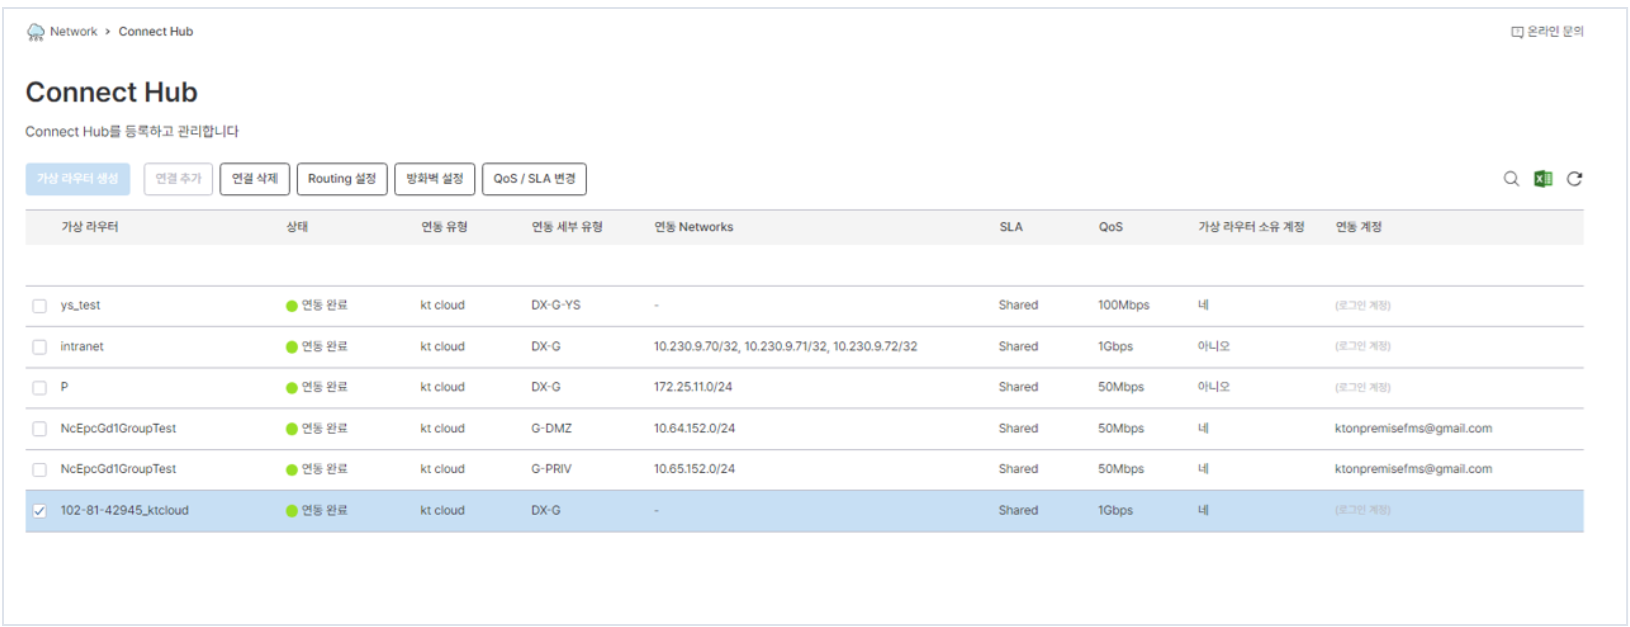 Network > Connect Hub
온라인 문의
Connect Hub
Connect Hub를 등록하고 관리합니다
가상 라우터 생성 연결 추가 연결 삭제 Routing 설정 방화벽 설정 QoS / SLA 변경
가상 라우터 상태 연동 유형 연동 세부 유형 연동 Networks SLA QoS 가상 라우터 소유 계정 연동 계정
ys_test 연동 완료 kt cloud DX-G-YS - Shared 100Mbps 네 (로그인 계정)
intranet 연동 완료 kt cloud DX-G 10.230.9.70/32, 10.230.9.71/32, 10.230.9.72/32 Shared 1Gbps 아니오 (로그인 계정)
P 연동 완료 kt cloud DX-G 172.25.11.0/24 Shared 50Mbps 아니오 (로그인 계정)
NcEpcGd1GroupTest 연동 완료 kt cloud G-DMZ 10.64.152.0/24 Shared 50Mbps 네 ktonpremisefms@gmail.com
NcEpcGd1GroupTest 연동 완료 kt cloud G-PRIV 10.65.152.0/24 Shared 50Mbps 네 ktonpremisefms@gmail.com
102-81-42945_ktcloud 연동 완료 kt cloud DX-G - Shared 1Gbps 네 (로그인 계정)